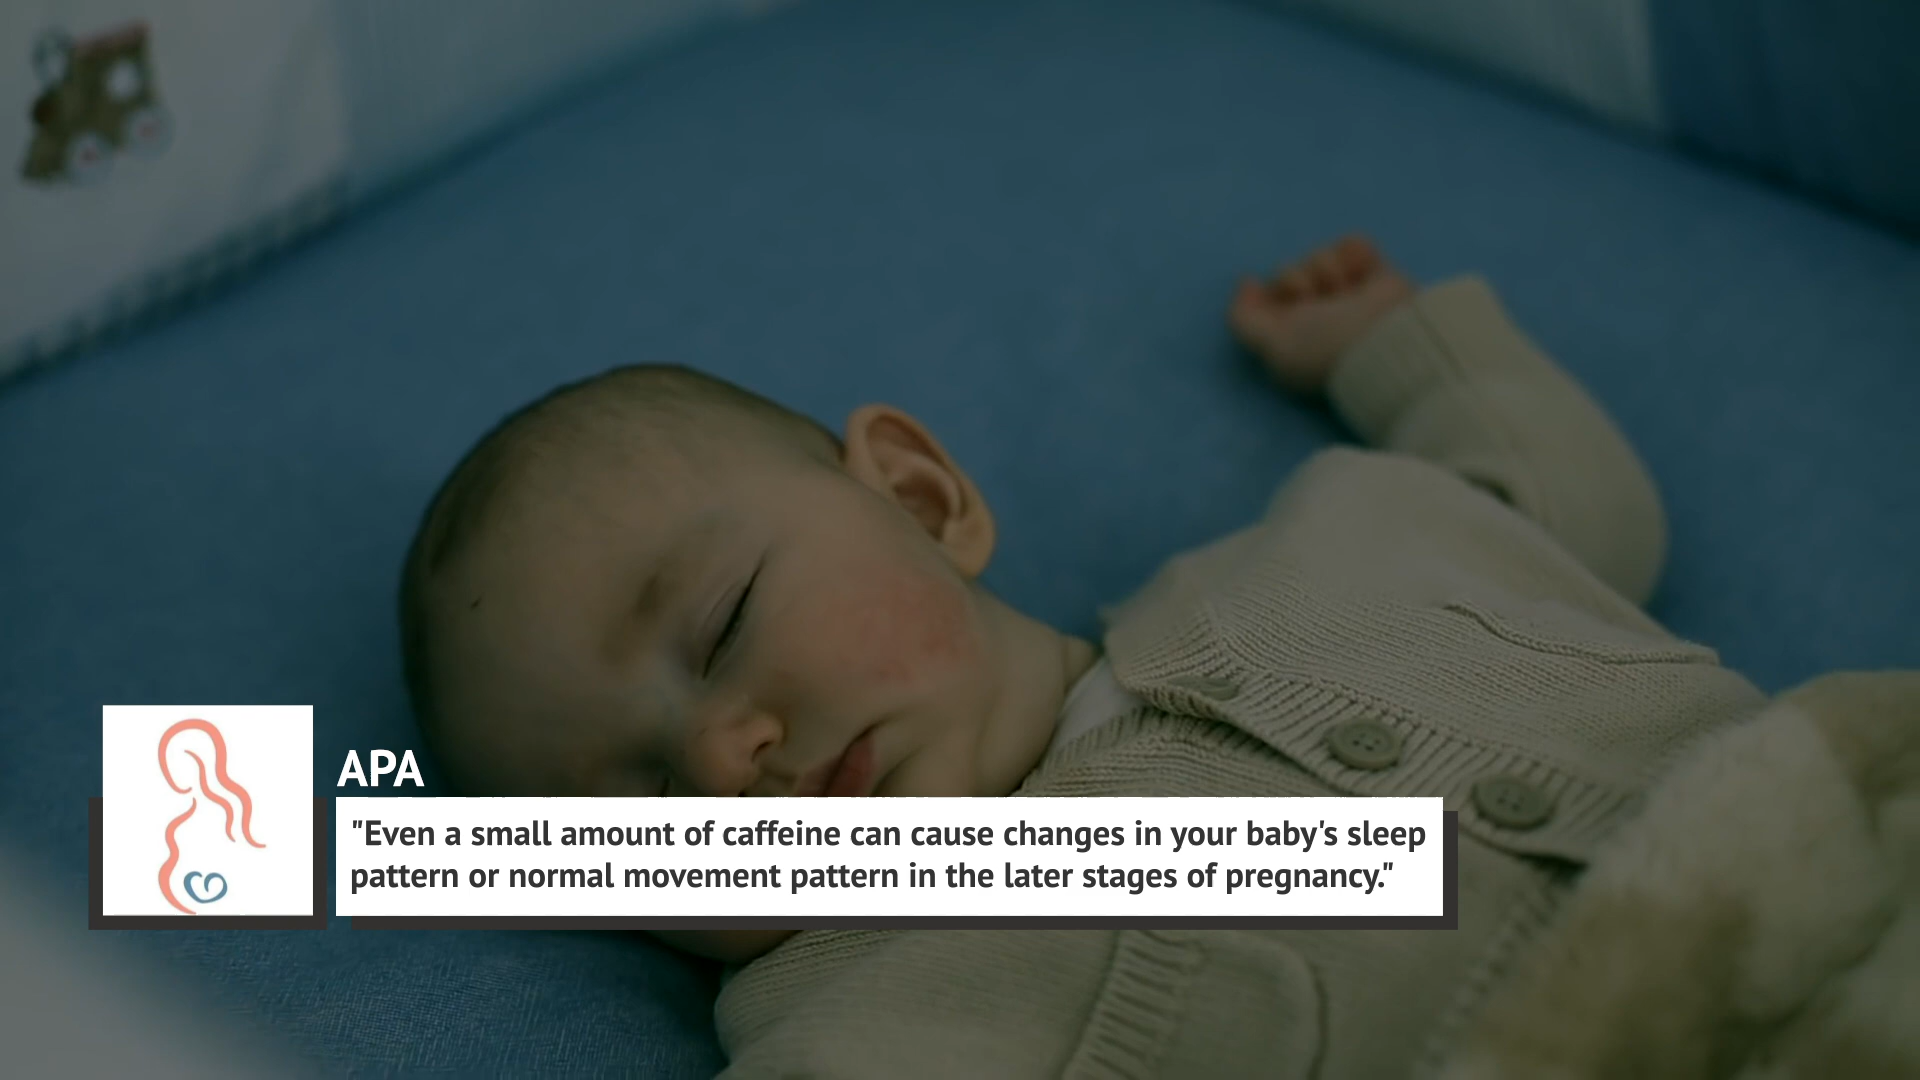 APA
"Even a small amount of caffeine can cause changes in your baby's sleep
pattern or normal movement pattern in the later stages of pregnancy."